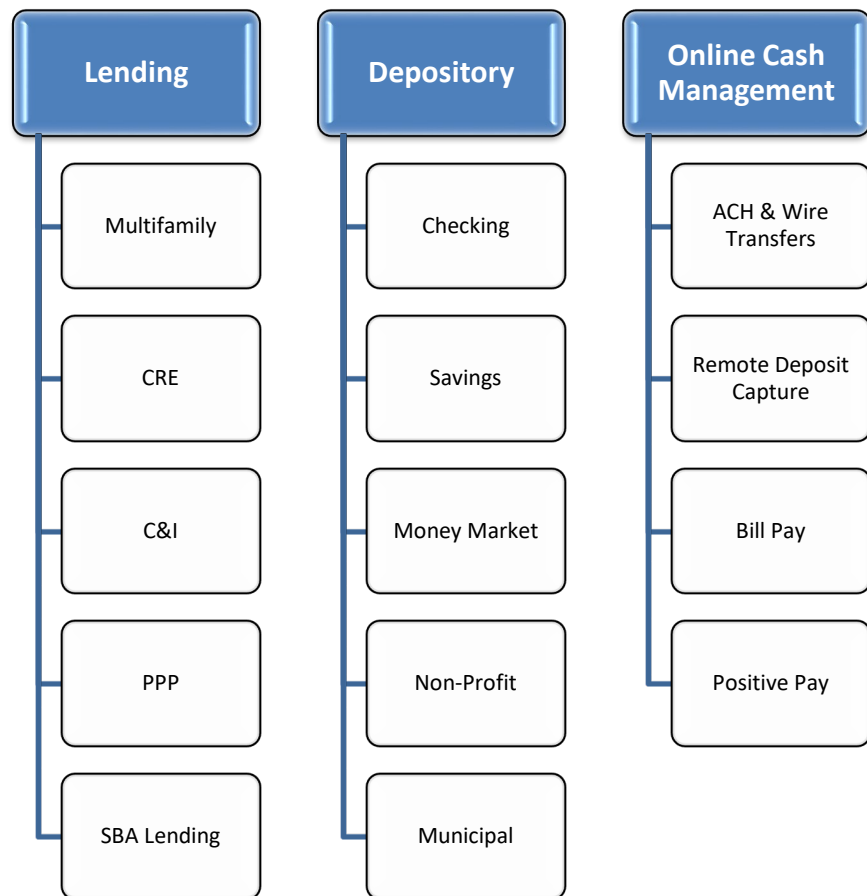 Lending
Multifamily
CRE
C&I
PPP
SBA Lending
Depository
Checking
Savings
Money Market
Non-Profit
Municipal
Online Cash
Management
ACH & Wire
Transfers
Remote Deposit
Capture
Bill Pay
Positive Pay